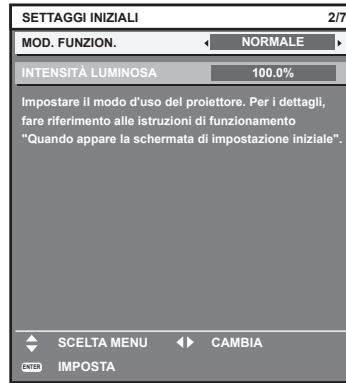 SETTAGGI INIZIALI 2/7
MOD. FUNZION. NORMALE
INTENSITÀ LUMINOSA 100.0%
Impostare il modo d'uso del proiettore. Per i dettagli,
fare riferimento alle istruzioni di funzionamento
"Quando appare la schermata di impostazione iniziale".
SCELTA MENU CAMBIA
ENTER IMPOSTA